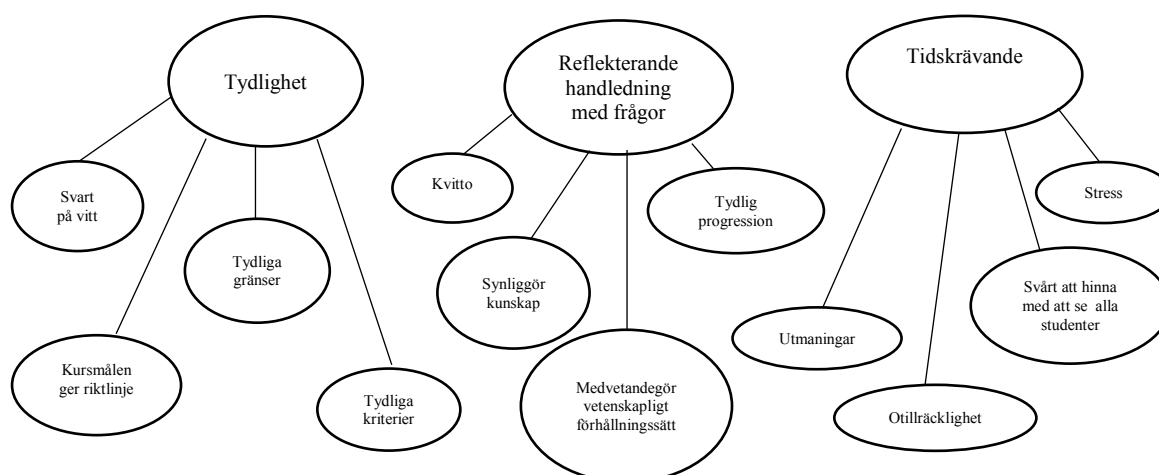 Tydlighet
Svart
på vitt
Kursmålen
ger riktlinje
Tydliga
gränser
Tydliga
kriterier
Reflekterande
handledning
med frågor
Kvitto
Synliggör
kunskap
Medvetandegör
vetenskapligt
förhållningssätt
Tydlig
progression
Tidskrävande
Utmaningar
Otillräcklighet
Svårt att hinna
med att se alla
studenter
Stress